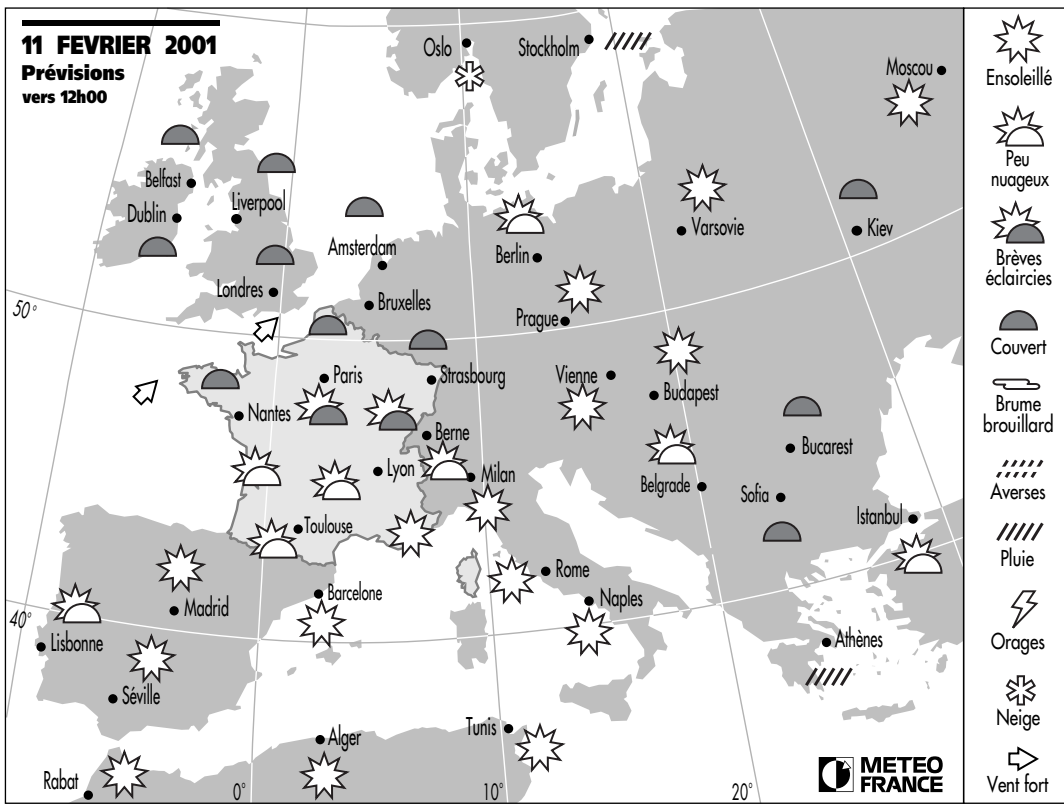 11 FEVRIER 2001
Prévisions
vers 12h00
Oslo
Stockholm
Moscou
Belfast
Dublin
Liverpool
Amsterdam
Berlin
Varsovie
Kiev
Londres
Bruxelles
50°
Prague
Paris
Strasbourg
Vienne
Budapest
Nantes
Berne
Bucarest
Lyon
Milan
Belgrade
Sofia
Istanbul
Toulouse
Rome
Barcelone
Naples
Madrid
40°
Lisbonne
Athènes
Séville
Tunis
Alger
Rabat
0°
10°
20°
METEO
FRANCE
Ensoleillé
Peu
nuageux
Brèves
éclaircies
Couvert
Brume
brouillard
Averses
Pluie
Orages
Neige
Vent fort